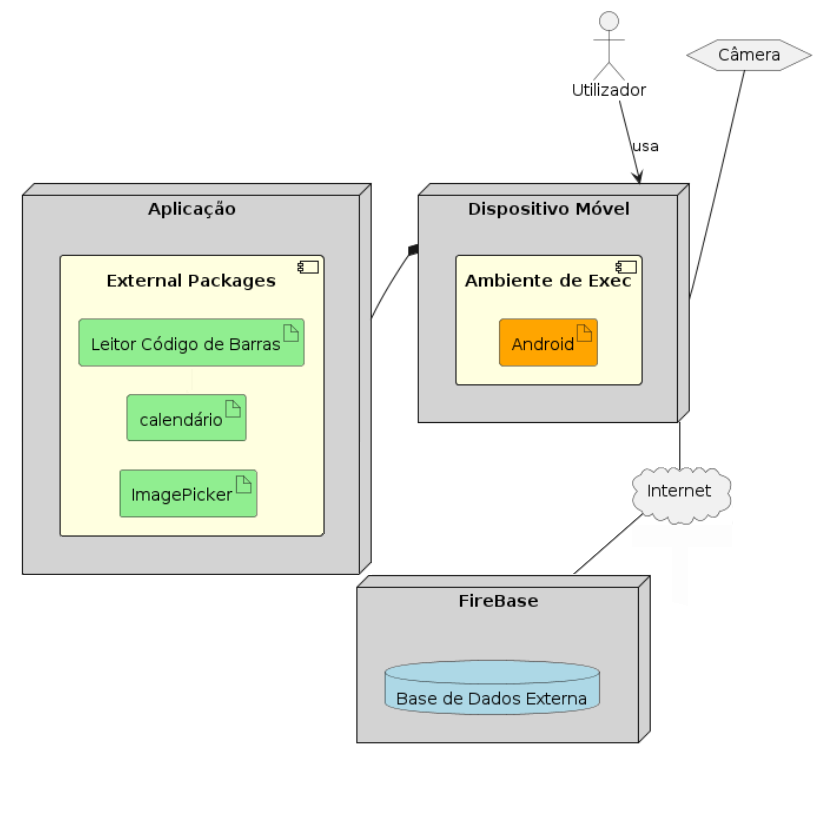 Câmera
Utilizador
usa
Aplicação
External Packages
Leitor Código de Barras
calendário
ImagePicker
Dispositivo Móvel
Ambiente de Exec
Android
Internet
FireBase
Base de Dados Externa